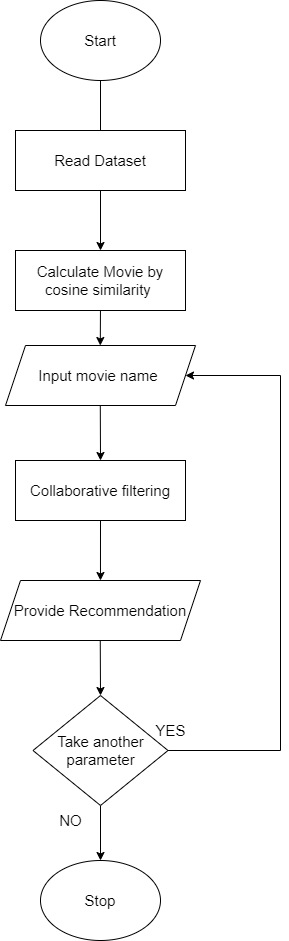 Start
Read Dataset
Calculate Movie by
cosine similarity
Input movie name
Collaborative filtering
Provide Recommendation
YES
Take another
parameter
NO
Stop